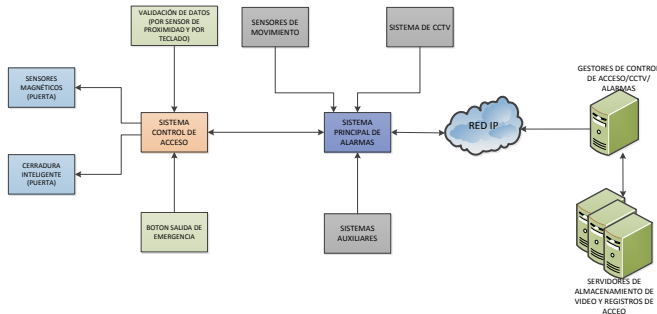 VALIDACIÓN DE DATOS
(POR SENSOR DE
PROXIMIDAD Y POR
TECLADO)
SENSORES DE
MOVIMIENTO
SISTEMA DE CCTV
SENSORES
MAGNÉTICOS
(PUERTA)
GESTORES DE CONTROL
DE ACCESO/CCTV/
ALARMAS
SISTEMA
CONTROL DE
ACCESO
SISTEMA
PRINCIPAL DE
ALARMAS
RED IP
CERRADURA
INTELIGENTE
(PUERTA)
BOTON SALIDA DE
EMERGENCIA
SISTEMAS
AUXILIARES
SERVIDORES DE
ALMACENAMIENTO DE
VIDEO Y REGISTROS DE
ACCEO